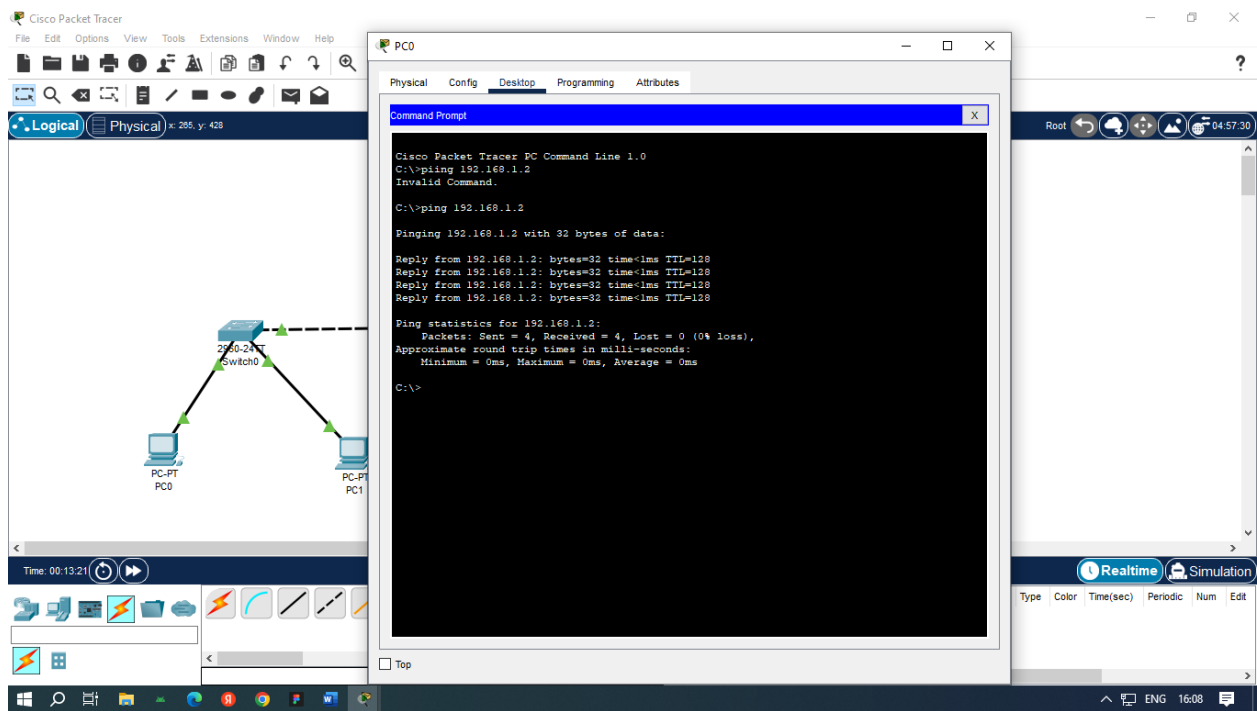 Cisco Packet Tracer
File Edit Options View Tools Extensions Window Help
?
Logical Physical x: 265, y: 428
Root 04:57:30
PC0
Physical Config Desktop Programming Attributes
Command Prompt X
Cisco Packet Tracer PC Command Line 1.0
C:\>piing 192.168.1.2
Invalid Command.
C:\>ping 192.168.1.2
Pinging 192.168.1.2 with 32 bytes of data:
Reply from 192.168.1.2: bytes=32 time<1ms TTL=128
Reply from 192.168.1.2: bytes=32 time<1ms TTL=128
Reply from 192.168.1.2: bytes=32 time<1ms TTL=128
Reply from 192.168.1.2: bytes=32 time<1ms TTL=128
Ping statistics for 192.168.1.2:
Packets: Sent = 4, Received = 4, Lost = 0 (0% loss),
Approximate round trip times in milli-seconds:
Minimum = 0ms, Maximum = 0ms, Average = 0ms
C:\>
Top
2960-24TT
Switch0
PC-PT
PC0
PC-PT
PC1
Time: 00:13:21
Realtime Simulation
Type Color Time(sec) Periodic Num Edit
ENG 16:08